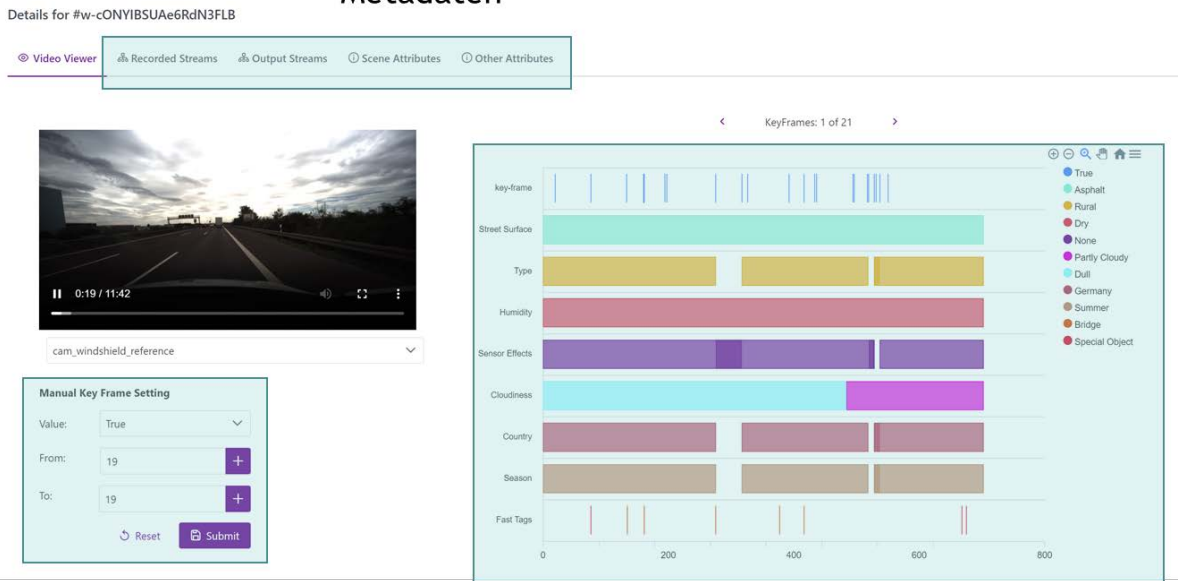 Metadaten
Details for #w-cONYIBSUAe6RdN3FLB
Video Viewer
Recorded Streams
Output Streams
Scene Attributes
Other Attributes
KeyFrames: 1 of 21
0:19 / 11:42
cam_windshield_reference
Manual Key Frame Setting
Value:
True
From:
19
To:
19
Reset
Submit
key-frame
Street Surface
Type
Humidity
Sensor Effects
Cloudiness
Country
Season
Fast Tags
0
200
400
600
800
True
Asphalt
Rural
Dry
None
Partly Cloudy
Dull
Germany
Summer
Bridge
Special Object